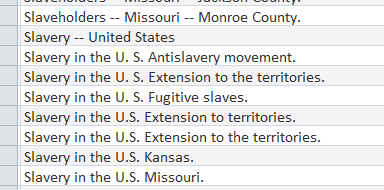 Slaveholders -- Missouri -- Jackson County.
Slaveholders -- Missouri -- Monroe County.
Slavery -- United States
Slavery in the U. S. Antislavery movement.
Slavery in the U. S. Extension to the territories.
Slavery in the U. S. Fugitive slaves.
Slavery in the U.S. Extension to territories.
Slavery in the U.S. Extension to the territories.
Slavery in the U.S. Kansas.
Slavery in the U.S. Missouri.